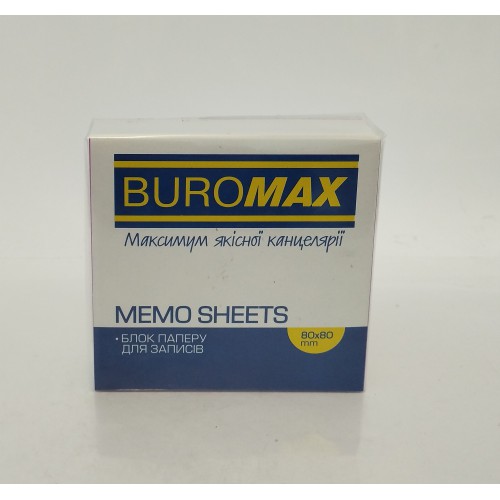 BUROMAX
Максимум якісної канцелярії
MEMO SHEETS
• БЛОК ПАПЕРУ
ДЛЯ ЗАПИСІВ
80x80
mm